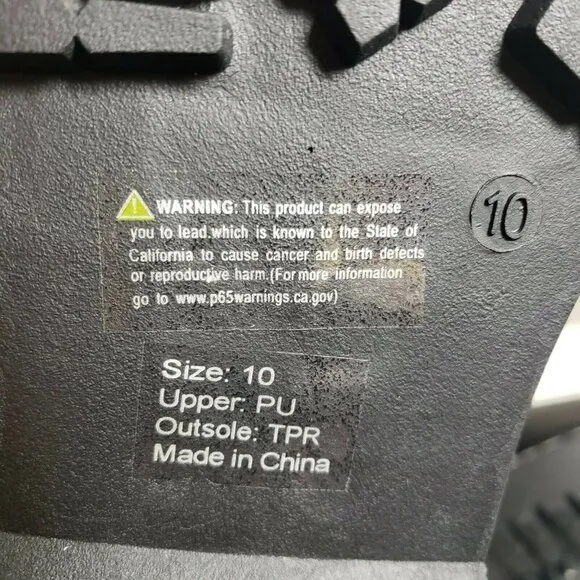 WARNING: This product can expose
you to lead.which is known to the State of
California to cause cancer and birth defects
or reproductive harm.(For more information
go to www.p65warnings.ca.gov)
10
Size: 10
Upper: PU
Outsole: TPR
Made in China